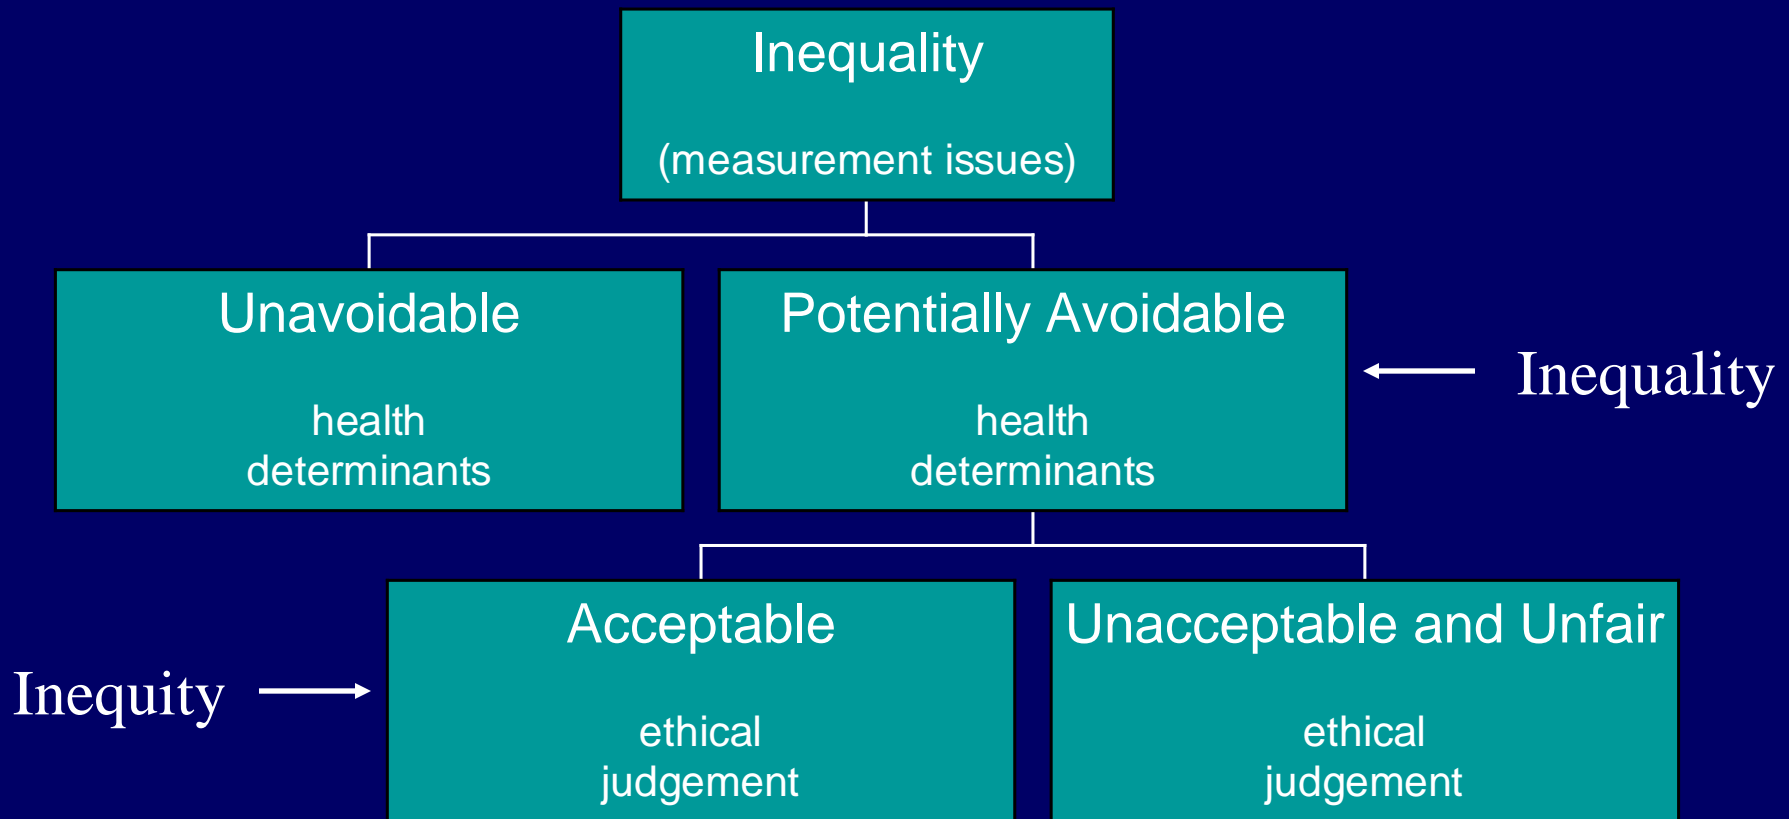 Inequality
(measurement issues)
Unavoidable
health
determinants
Potentially Avoidable
health
determinants
Inequality
Inequity
Acceptable
ethical
judgement
Unacceptable and Unfair
ethical
judgement